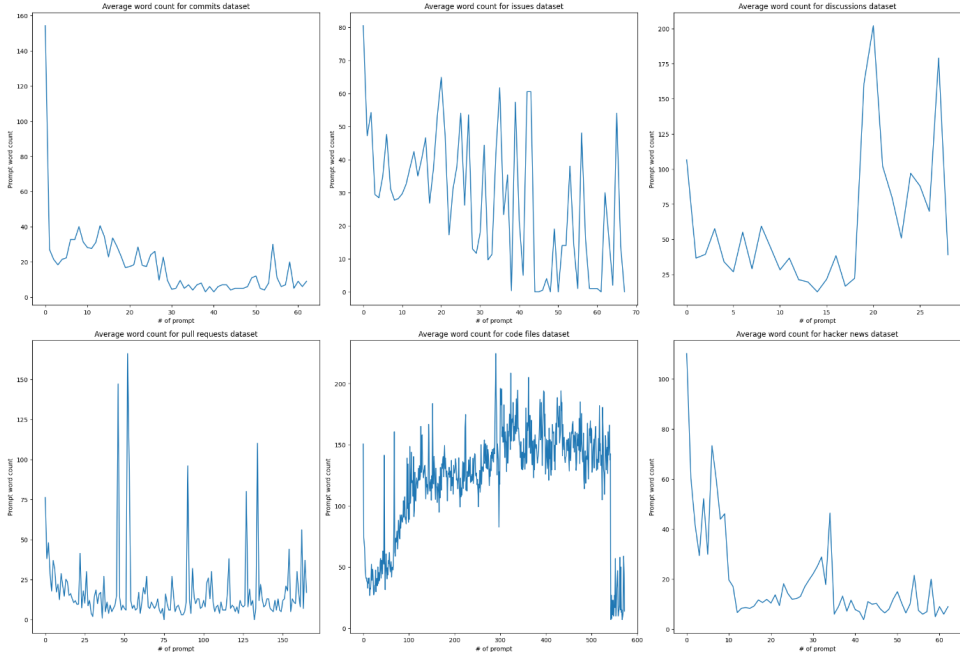 Average word count for commits dataset
Prompt word count
160
140
120
100
80
60
40
20
0
0 10 20 30 40 50 60
# of prompt
Average word count for issues dataset
Prompt word count
80
70
60
50
40
30
20
10
0
0 10 20 30 40 50 60 70
# of prompt
Average word count for discussions dataset
Prompt word count
200
175
150
125
100
75
50
25
0 5 10 15 20 25
# of prompt
Average word count for pull requests dataset
Prompt word count
150
125
100
75
50
25
0
0 25 50 75 100 125 150
# of prompt
Average word count for code files dataset
Prompt word count
200
150
100
50
0
0 100 200 300 400 500 600
# of prompt
Average word count for hacker news dataset
Prompt word count
100
80
60
40
20
0
0 10 20 30 40 50 60
# of prompt